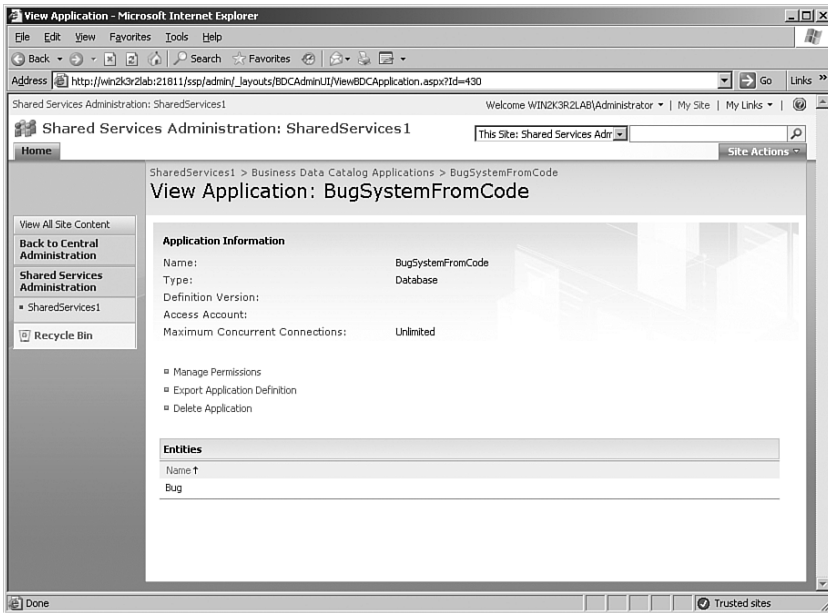 View Application - Microsoft Internet Explorer
File Edit View Favorites Tools Help
Back Search Favorites
Address http://win2k3r2lab:21811/ssp/admin/_layouts/BDCAdminUI/ViewBDCApplication.aspx?Id=430 Go Links »
Shared Services Administration: SharedServices1 Welcome WIN2K3R2LAB\Administrator | My Site | My Links |
Shared Services Administration: SharedServices1 This Site: Shared Services Adm
Home Site Actions
SharedServices1 > Business Data Catalog Applications > BugSystemFromCode
View Application: BugSystemFromCode
View All Site Content
Back to Central
Administration
Shared Services
Administration
SharedServices1
Recycle Bin
Application Information
Name: BugSystemFromCode
Type: Database
Definition Version:
Access Account:
Maximum Concurrent Connections: Unlimited
Manage Permissions
Export Application Definition
Delete Application
Entities
Name
Bug
Done Trusted sites